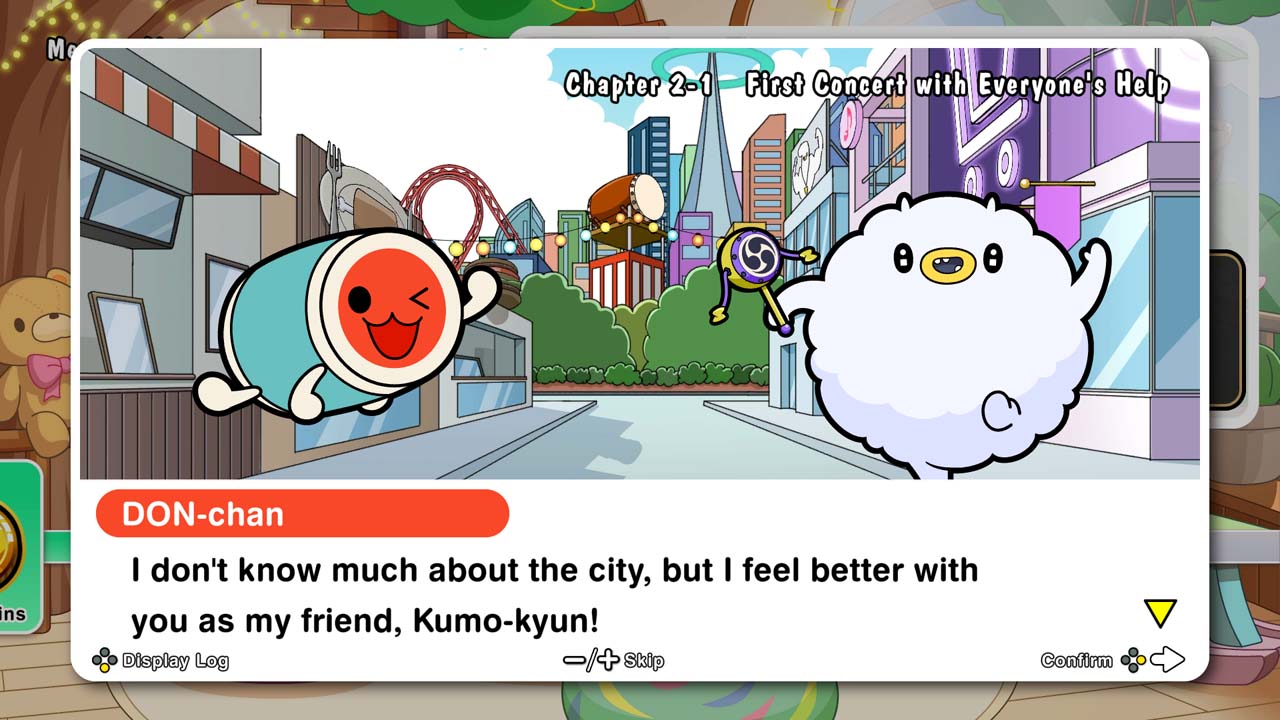 Chapter 2-1 First Concert with Everyone's Help
DON-chan
I don't know much about the city, but I feel better with
you as my friend, Kumo-kyun!
ins
Display Log
−/+ Skip
Confirm